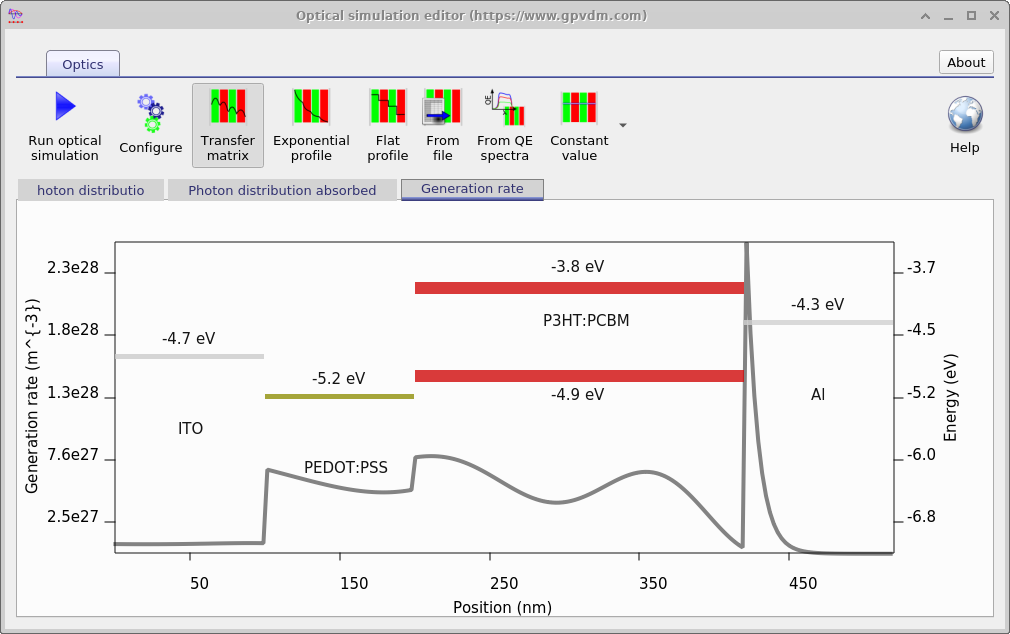 Optical simulation editor (https://www.gpvdm.com)
Optics
About
Run optical
simulation
Configure
Transfer
matrix
Exponential
profile
Flat
profile
From
file
QE
From QE
spectra
Constant
value
Help
hoton distributio
Photon distribution absorbed
Generation rate
Generation rate (m^{-3})
2.3e28
1.8e28
1.3e28
7.6e27
2.5e27
-4.7 eV
ITO
-5.2 eV
PEDOT:PSS
-3.8 eV
P3HT:PCBM
-4.9 eV
-4.3 eV
Al
-3.7
-4.5
-5.2
-6.0
-6.8
Energy (eV)
50
150
250
350
450
Position (nm)